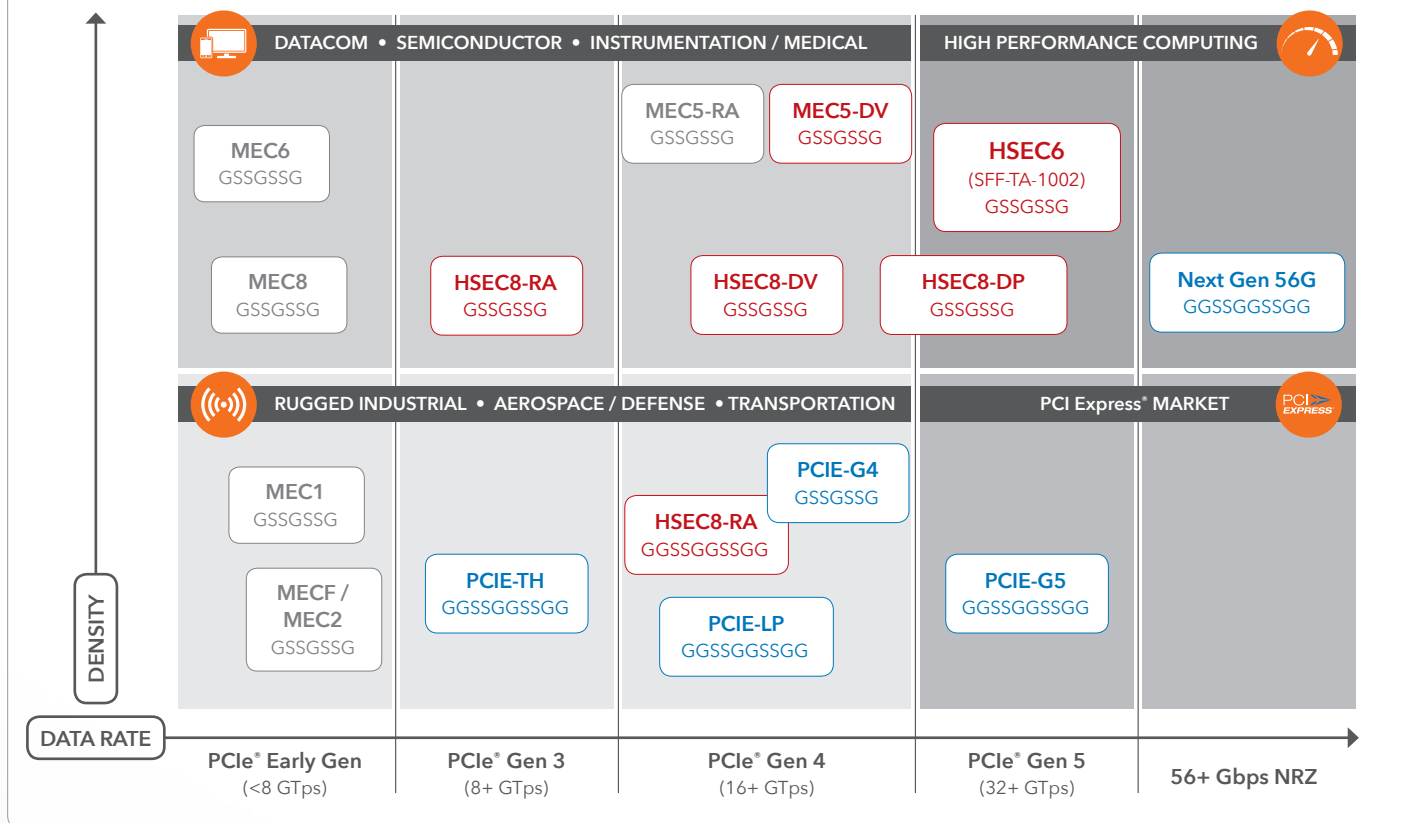 DATACOM • SEMICONDUCTOR • INSTRUMENTATION / MEDICAL
HIGH PERFORMANCE COMPUTING
MEC6
GSSGSSG
MEC5-RA
GSSGSSG
MEC5-DV
GSSGSSG
HSEC6
(SFF-TA-1002)
GSSGSSG
MEC8
GSSGSSG
HSEC8-RA
GSSGSSG
HSEC8-DV
GSSGSSG
HSEC8-DP
GSSGSSG
Next Gen 56G
GGSSGGSSGG
RUGGED INDUSTRIAL • AEROSPACE / DEFENSE • TRANSPORTATION
PCI Express® MARKET
PCI
EXPRESS®
MEC1
GSSGSSG
MECF /
MEC2
GSSGSSG
PCIE-TH
GGSSGGSSGG
PCIE-G4
GSSGSSG
HSEC8-RA
GGSSGGSSGG
PCIE-LP
GGSSGGSSGG
PCIE-G5
GGSSGGSSGG
DENSITY
DATA RATE
PCIe® Early Gen
(<8 GTps)
PCIe® Gen 3
(8+ GTps)
PCIe® Gen 4
(16+ GTps)
PCIe® Gen 5
(32+ GTps)
56+ Gbps NRZ